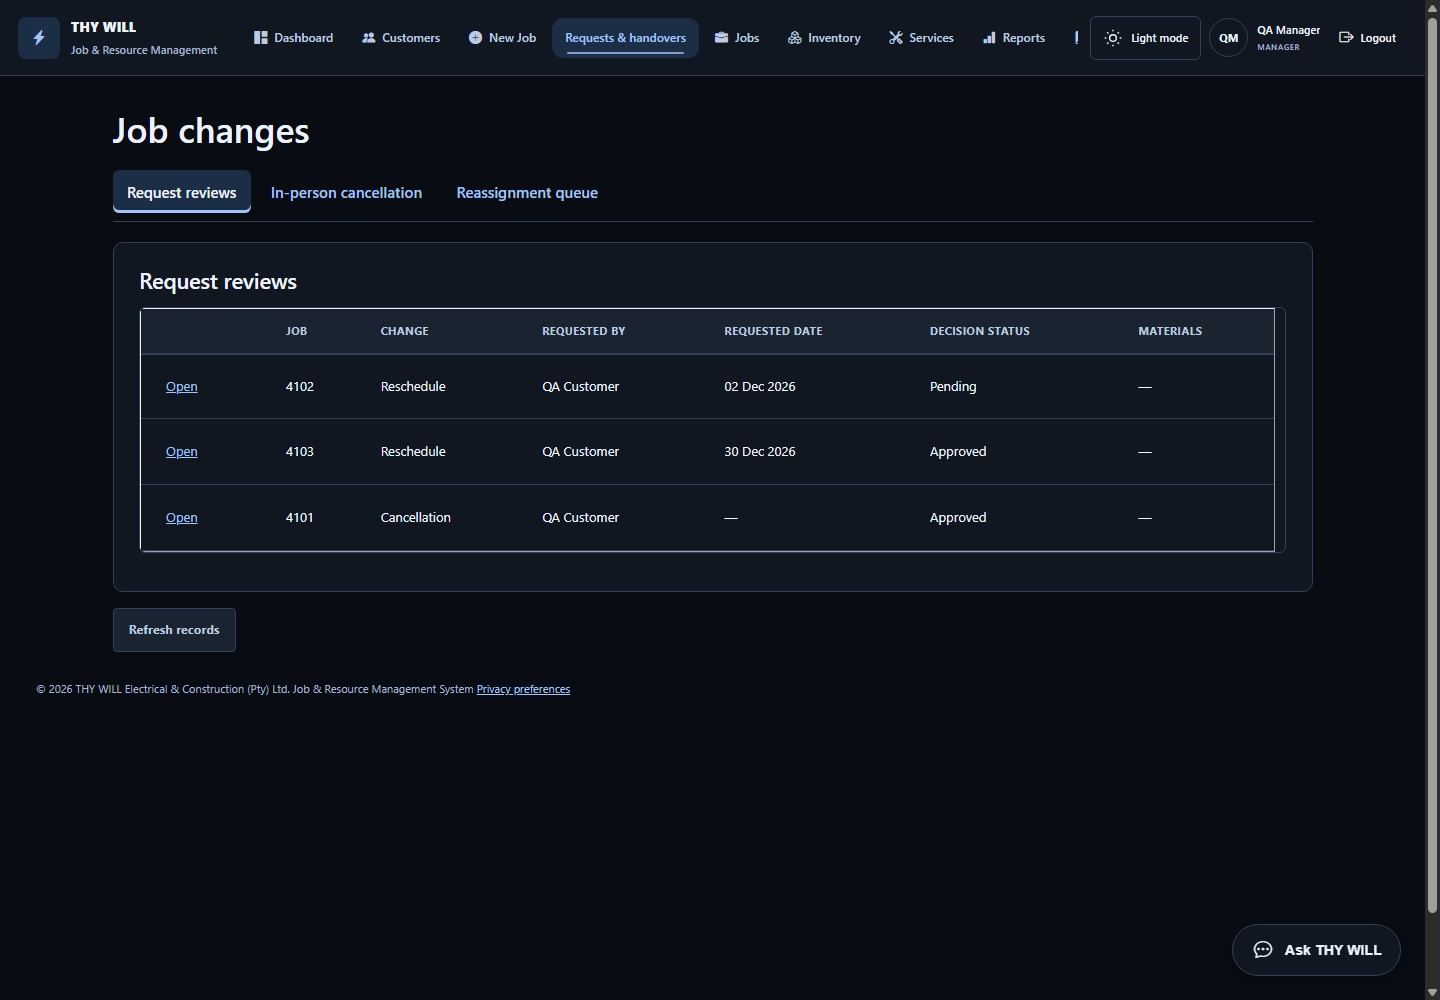 THY WILL
Job & Resource Management
Dashboard
Customers
New Job
Requests & handovers
Jobs
Inventory
Services
Reports
Light mode
QM
QA Manager
MANAGER
Logout
Job changes
Request reviews
In-person cancellation
Reassignment queue
Request reviews
JOB CHANGE REQUESTED BY REQUESTED DATE DECISION STATUS MATERIALS
Open 4102 Reschedule QA Customer 02 Dec 2026 Pending —
Open 4103 Reschedule QA Customer 30 Dec 2026 Approved —
Open 4101 Cancellation QA Customer — Approved —
Refresh records
© 2026 THY WILL Electrical & Construction (Pty) Ltd. Job & Resource Management System Privacy preferences
Ask THY WILL